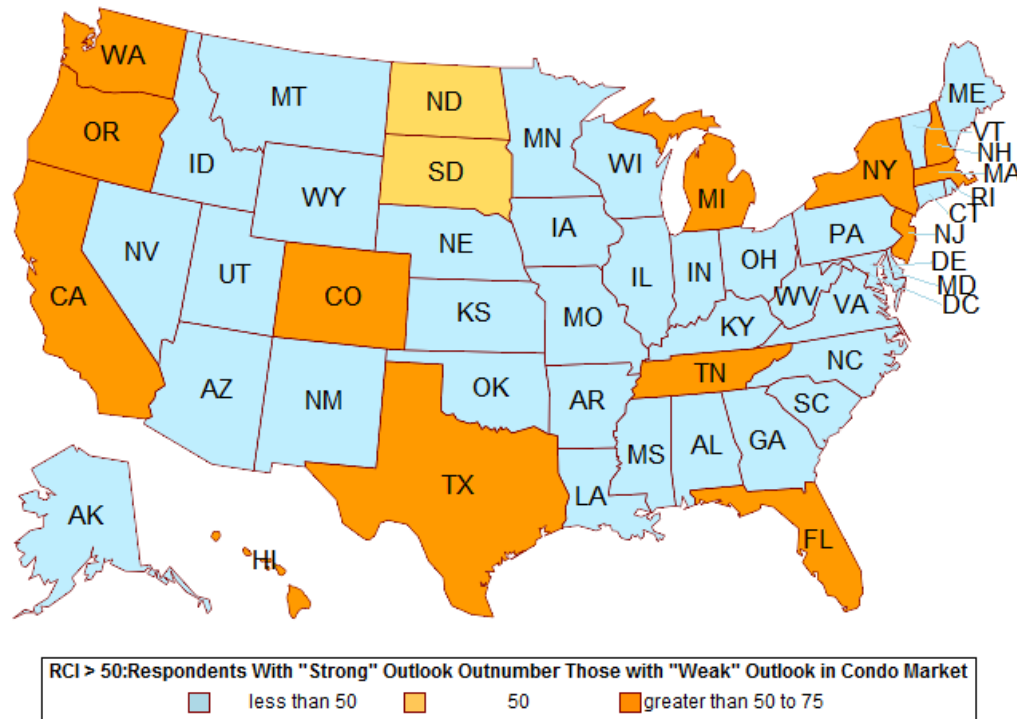 WA
MT
ND
MN
ME
VT
NH
MA
RI
CT
NJ
DE
MD
DC
OR
ID
WY
SD
WI
MI
NY
NV
UT
CO
NE
IA
IL
IN
OH
PA
CA
KS
MO
KY
WV
VA
AZ
NM
OK
AR
TN
NC
SC
TX
LA
MS
AL
GA
FL
AK
HI
RCI > 50:Respondents With "Strong" Outlook Outnumber Those with "Weak" Outlook in Condo Market
less than 50 50 greater than 50 to 75